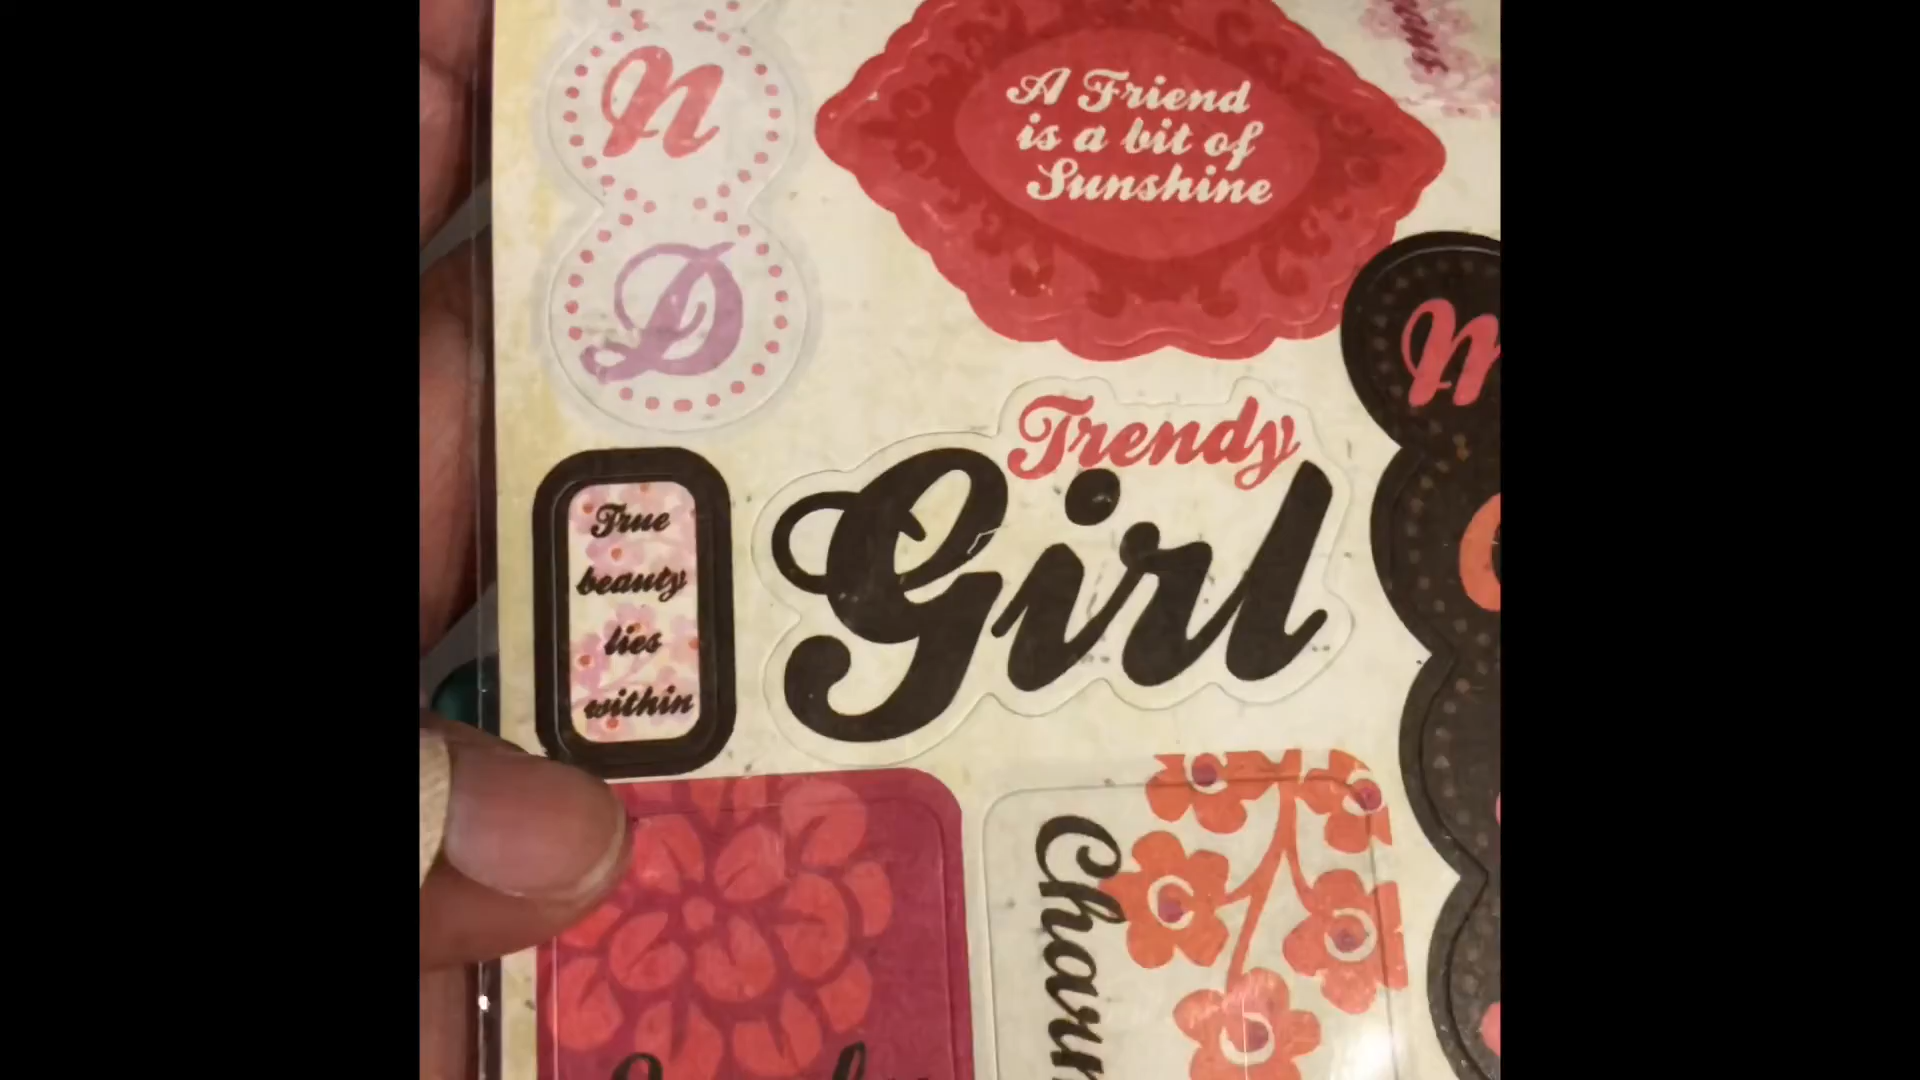 n
D
A Friend
is a bit of
Sunshine
Trendy
Girl
True
beauty
lies
within